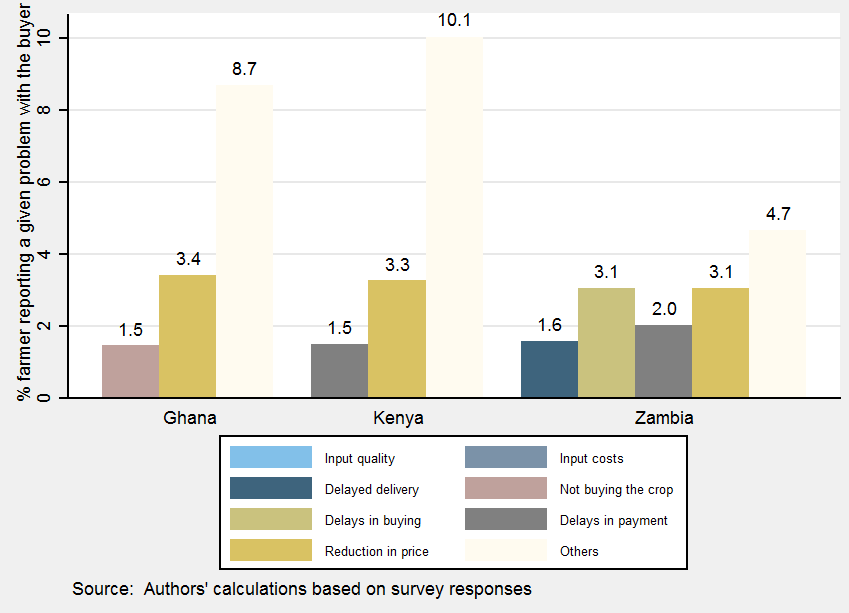 % farmer reporting a given problem with the buyer
10
8
6
4
2
0
1.5
3.4
8.7
1.5
3.3
10.1
1.6
3.1
2.0
3.1
4.7
Ghana
Kenya
Zambia
Input quality
Input costs
Delayed delivery
Not buying the crop
Delays in buying
Delays in payment
Reduction in price
Others
Source:  Authors' calculations based on survey responses